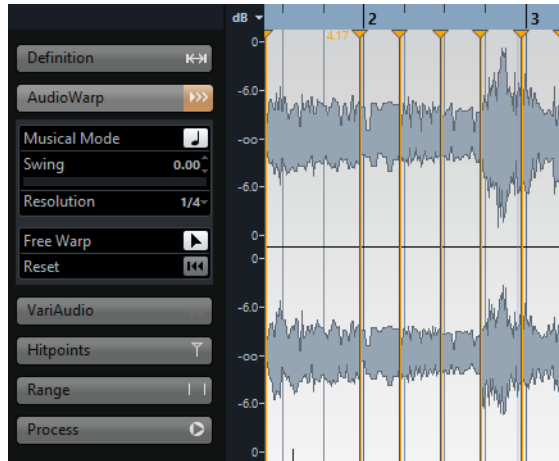 dB
2
3
4.17
Definition
AudioWarp
Musical Mode
Swing 0.00
Resolution 1/4
Free Warp
Reset
VariAudio
Hitpoints
Range
Process
0-
-6.0-
-oo-
-6.0-
0-
0-
-6.0-
-oo-
-6.0-
0-